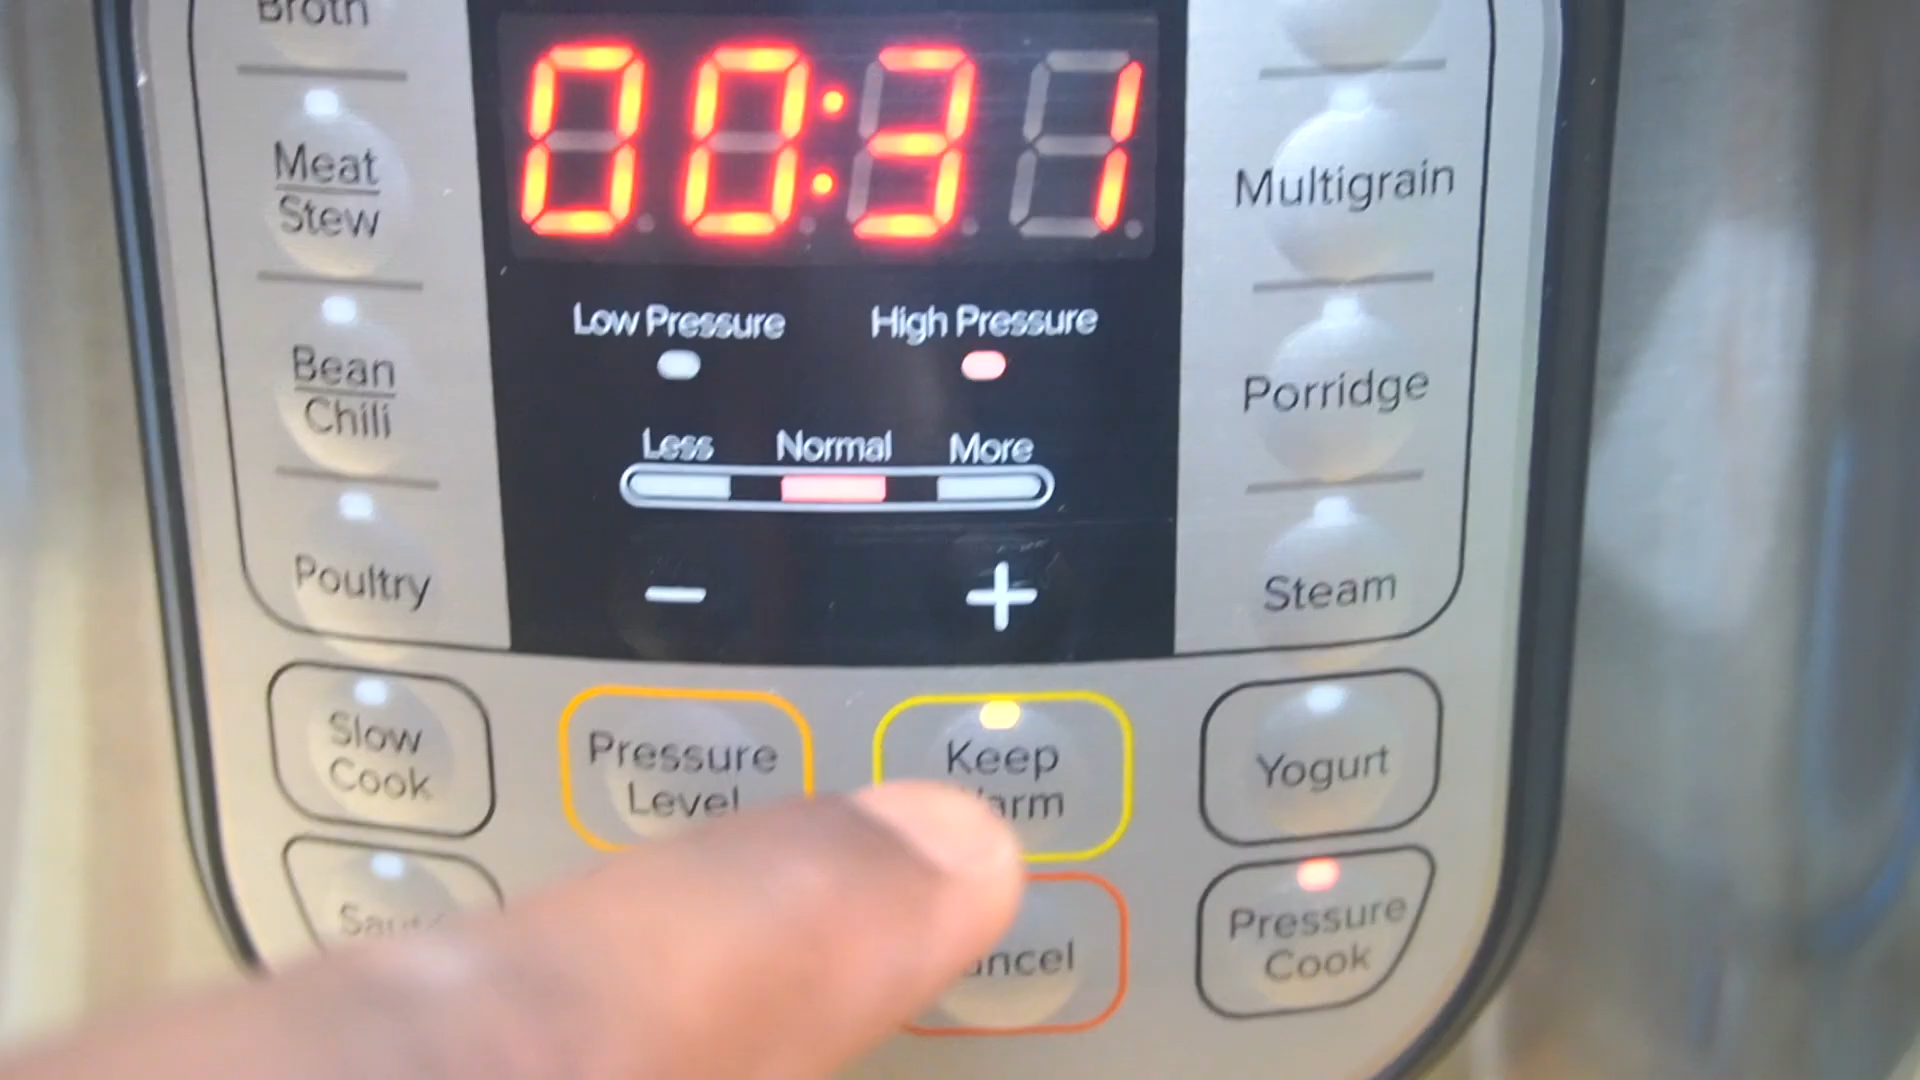 Broth
00:31
Meat
Stew
Multigrain
Low Pressure
High Pressure
Bean
Chili
Porridge
Less
Normal
More
−
+
Poultry
Steam
Slow
Cook
Pressure
Level
Keep
Yogurt
Pressure
Cook